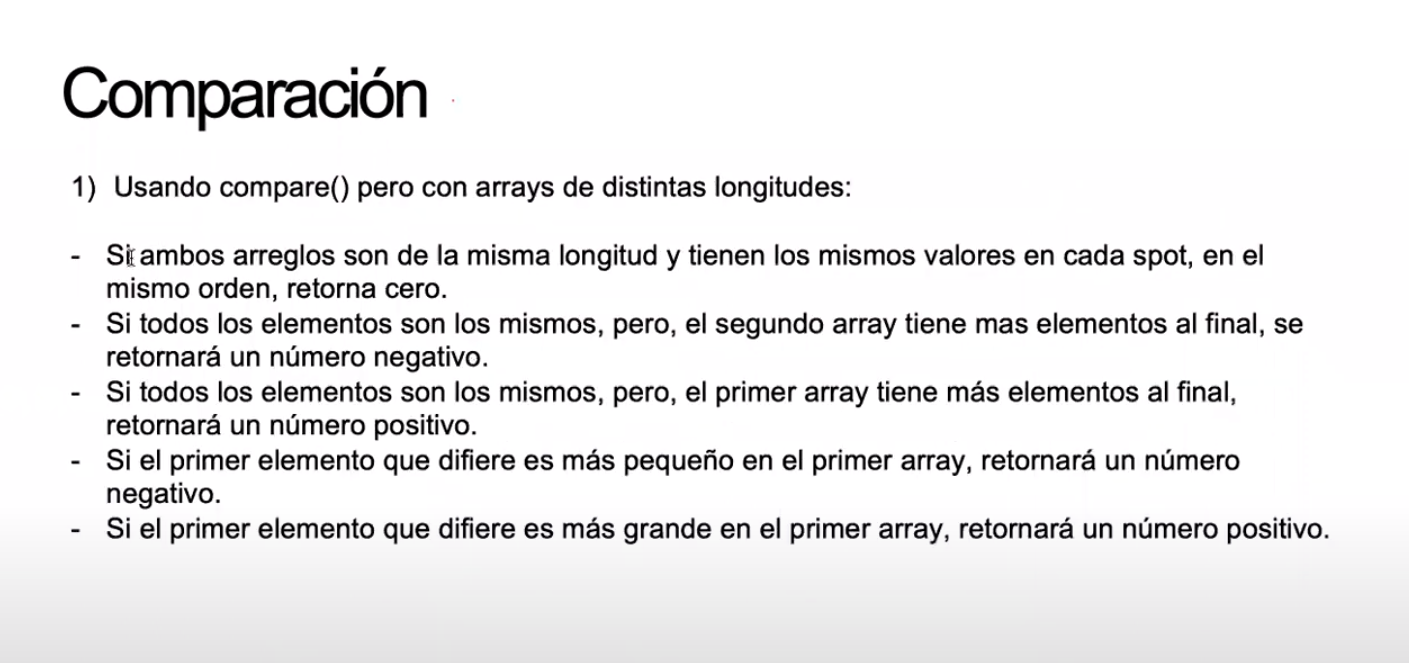 Comparación
1) Usando compare() pero con arrays de distintas longitudes:
- Si ambos arreglos son de la misma longitud y tienen los mismos valores en cada spot, en el
mismo orden, retorna cero.
- Si todos los elementos son los mismos, pero, el segundo array tiene mas elementos al final, se
retornará un número negativo.
- Si todos los elementos son los mismos, pero, el primer array tiene más elementos al final,
retornará un número positivo.
- Si el primer elemento que difiere es más pequeño en el primer array, retornará un número
negativo.
- Si el primer elemento que difiere es más grande en el primer array, retornará un número positivo.